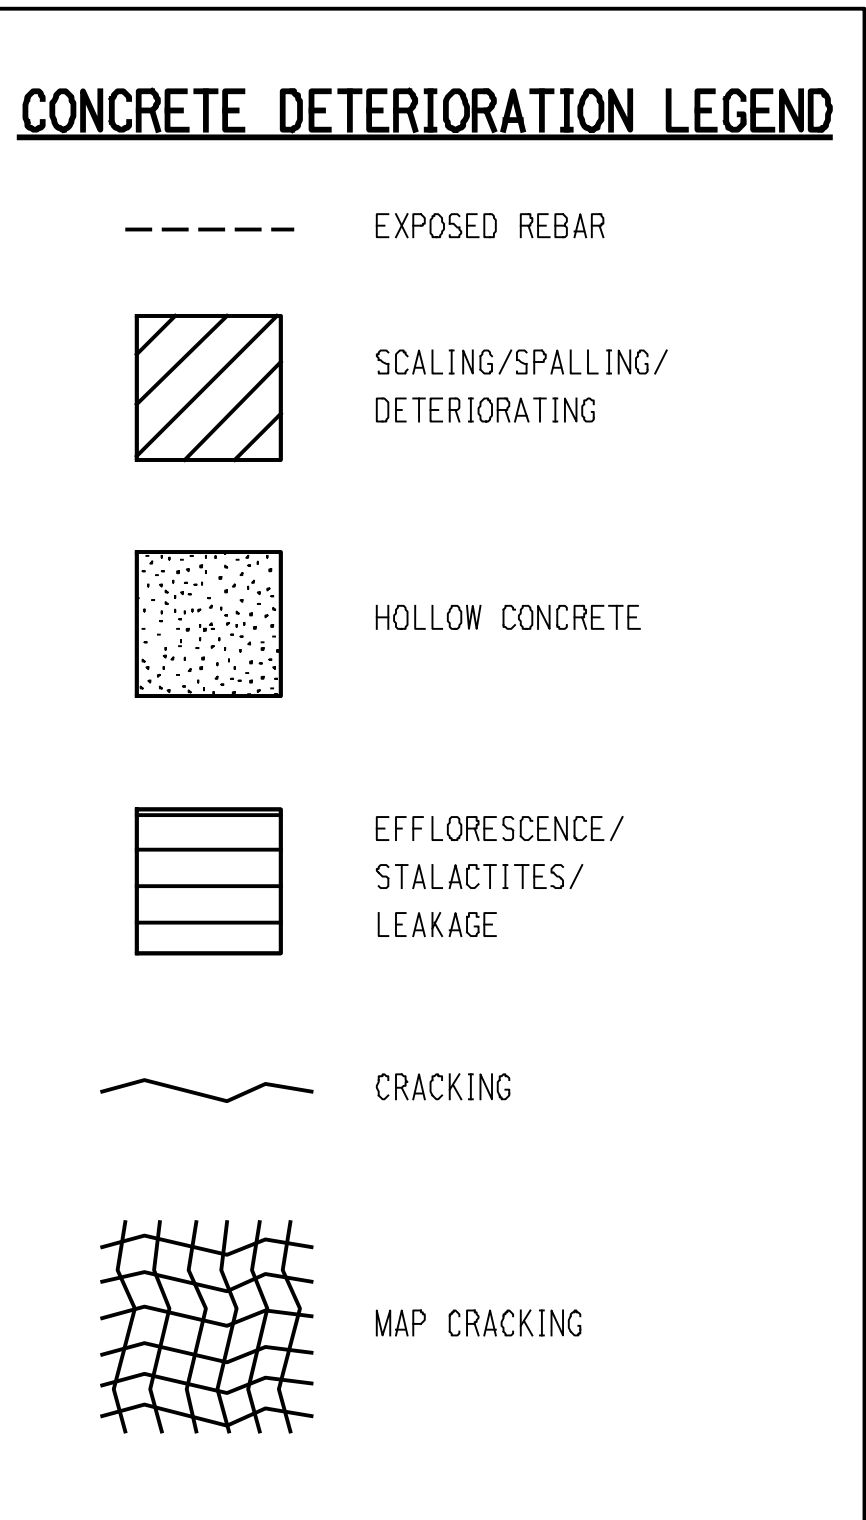 CONCRETE DETERIORATION LEGEND
EXPOSED REBAR
SCALING/SPALLING/
DETERIORATING
HOLLOW CONCRETE
EFFLORESCENCE/
STALACTITES/
LEAKAGE
CRACKING
MAP CRACKING